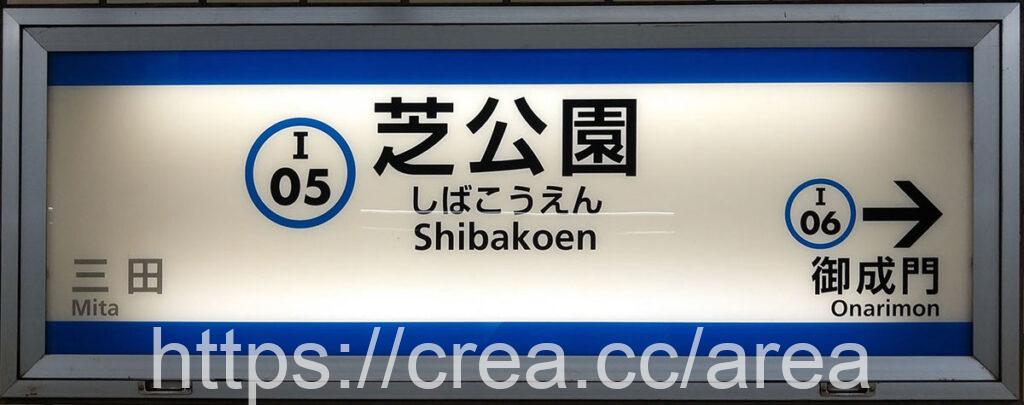 I
05
芝公園
しばこうえん
Shibakoen
I
06
三田
Mita
御成門
Onarimon
https://crea.cc/area